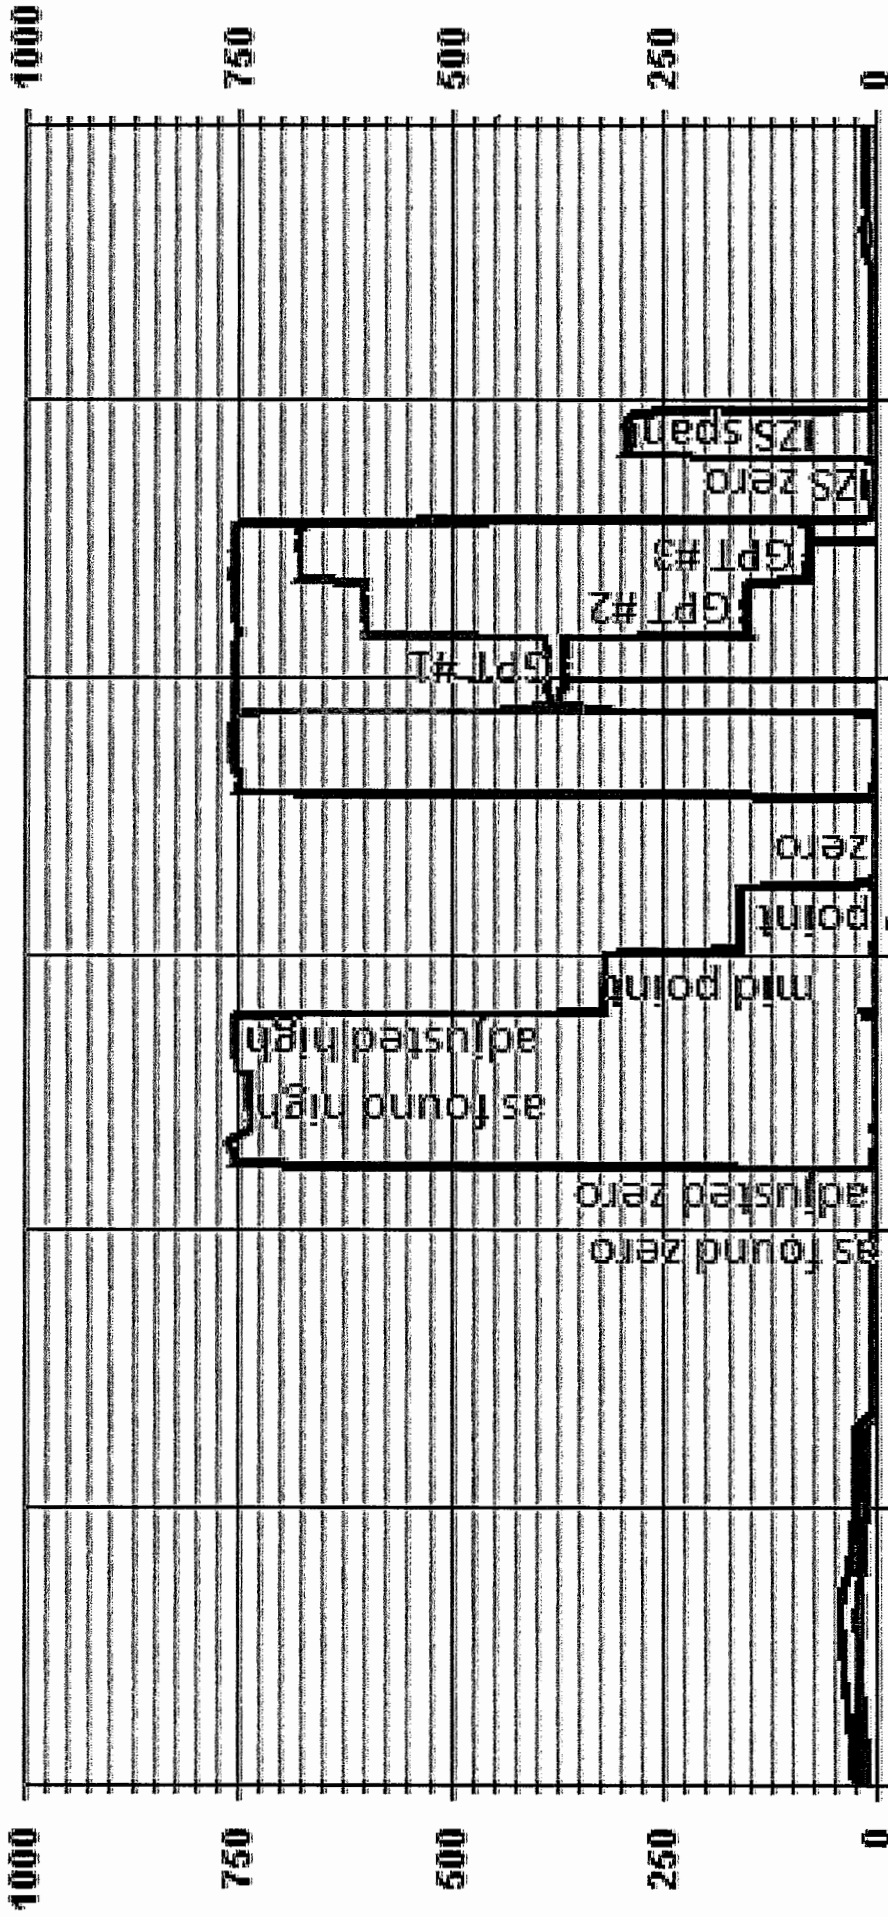 1000
750
500
250
0
as found zero
adjusted zero
as found high
adjusted high
mid point
point
zero
GPT #1
GPT #2
GPT #3
IZS zero
IZS span
1000
750
500
250
0